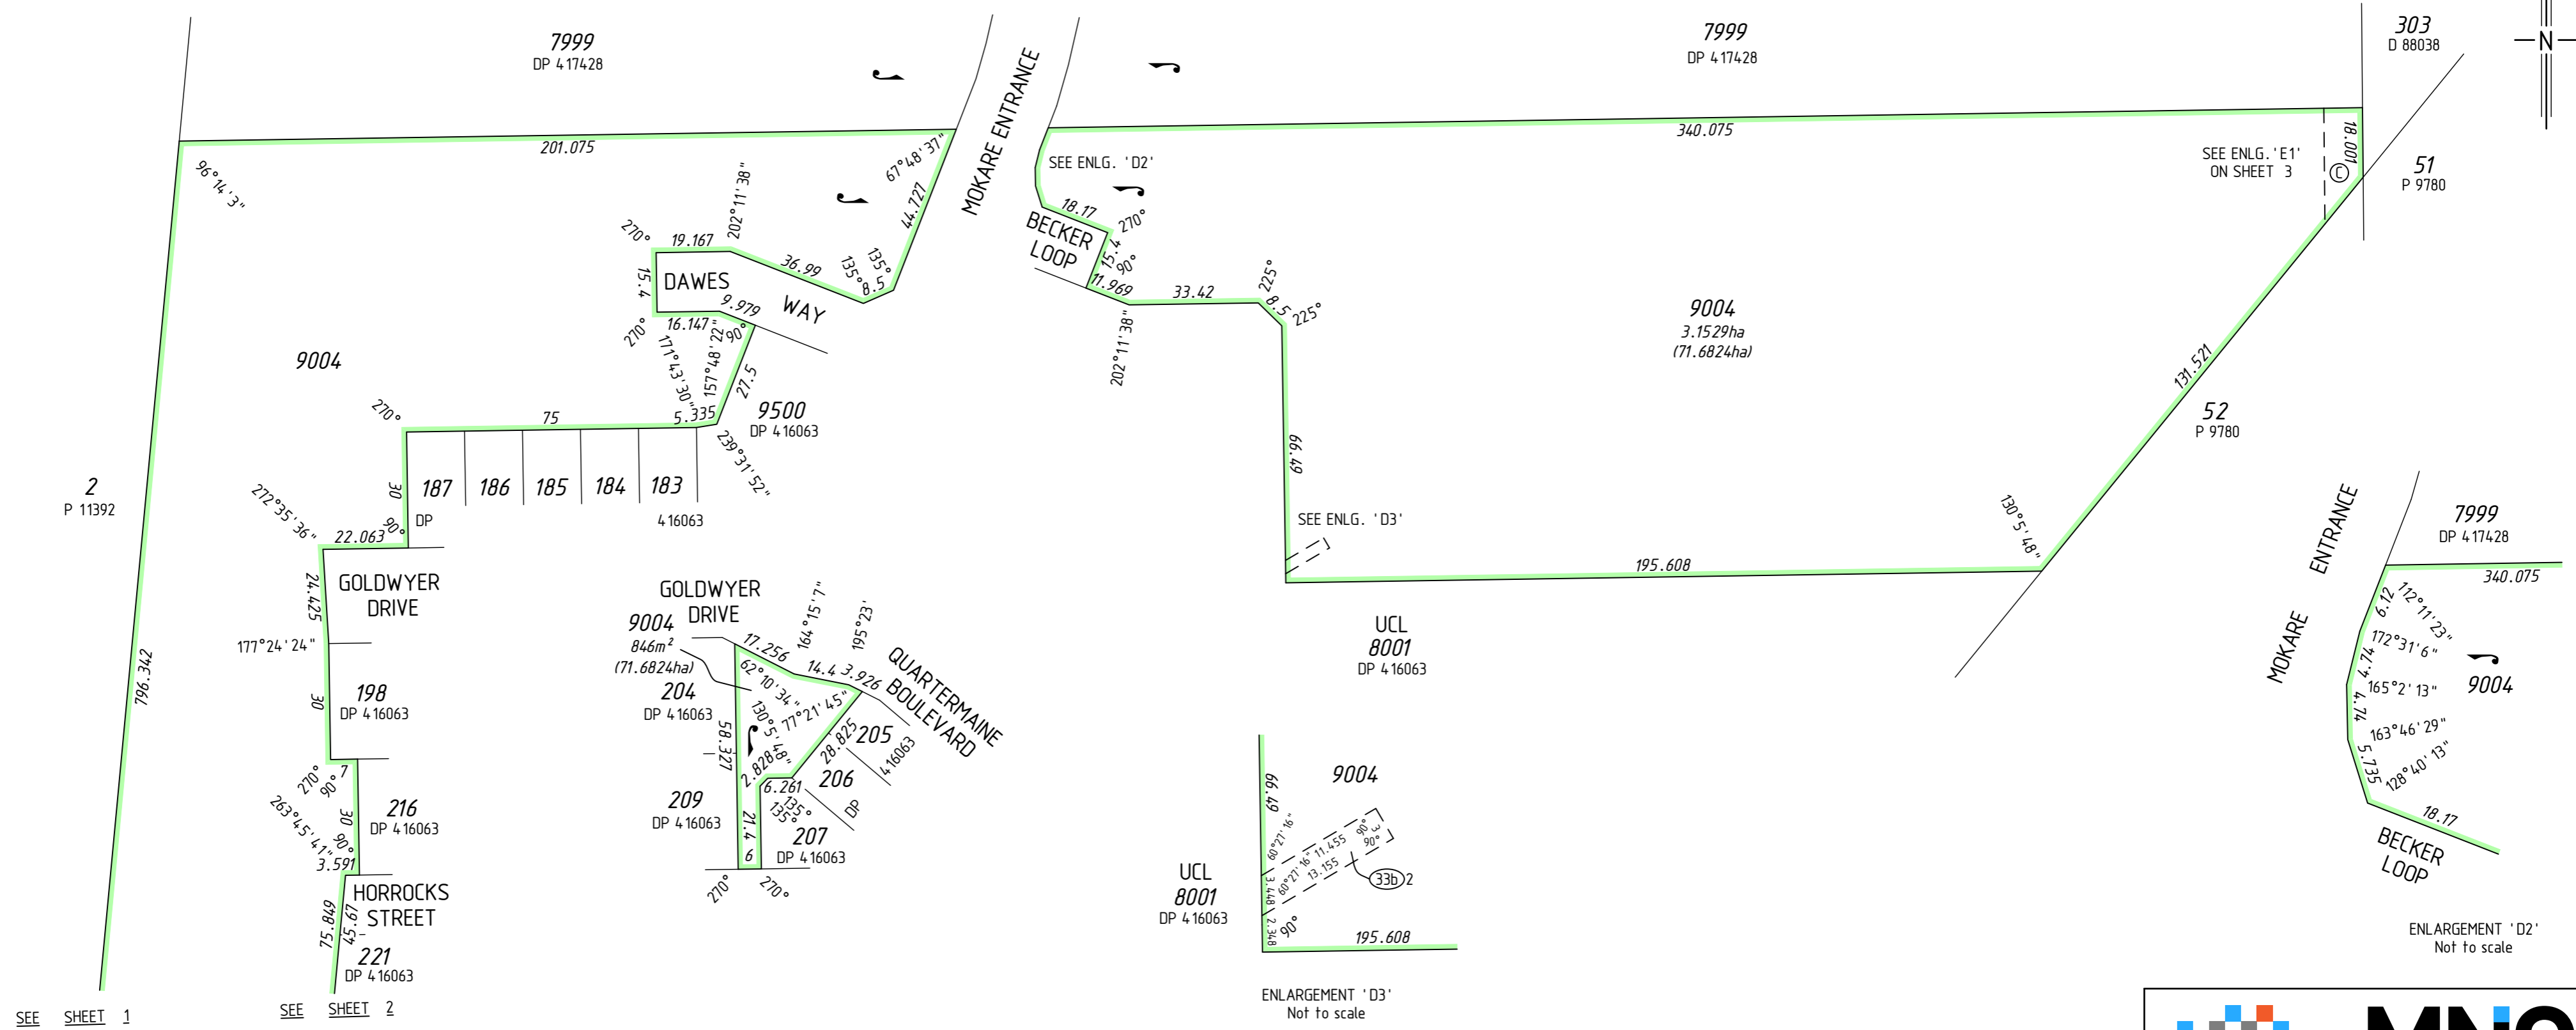 7999
DP 417428
7999
DP 417428
303
D 88038
N
MOKARE ENTRANCE
201.075
340.075
96°14'3"
67°48'37"
44.727
SEE ENLG. 'D2'
SEE ENLG. 'E1'
ON SHEET 3
C
18.001
51
P 9780
270°
19.167
202°11'38"
36.99
135°
135°
8.5
15.4
DAWES
WAY
9.979
16.147
270°
90°
171°43'30"
157°48'22"
27.5
18.17
BECKER
LOOP
270°
15.4
90°
11.969
33.42
225°
8.5
225°
202°11'38"
9004
3.1529ha
(71.6824ha)
9004
270°
75
5.335
9500
DP 416063
239°31'52"
131.521
52
P 9780
66.49
2
P 11392
187
186
185
184
183
30
DP
416063
272°35'36"
90°
22.063
SEE ENLG. 'D3'
130°5'48"
195.608
24.425
GOLDWYER
DRIVE
177°24'24"
796.342
30
198
DP 416063
270°
7
90°
30
216
DP 416063
263°45'41"
90°
3.591
HORROCKS
STREET
75.849
45.67
221
DP 416063
SEE SHEET 1
SEE SHEET 2
GOLDWYER
DRIVE
9004
846m²
(71.6824ha)
204
DP 416063
17.256
164°15'7"
195°23'
14.4
3.926
QUARTERMAINE
BOULEVARD
62°10'34"
77°21'45"
130°5'48"
58.327
28.825
205
416063
2.828
6.261
206
DP
135°
135°
209
DP 416063
21.4
207
DP 416063
6
270°
270°
UCL
8001
DP 416063
66.49
9004
60°27'16"
11.455
90°
3
90°
60°27'16"
13.155
33b
2
3.448
2.348
90°
UCL
8001
DP 416063
195.608
ENLARGEMENT 'D3'
Not to scale
MOKARE ENTRANCE
7999
DP 417428
340.075
6.12
112°11'23"
172°31'6"
4.74
165°2'13"
9004
4.74
163°46'29"
5.735
128°40'13"
18.17
BECKER
LOOP
ENLARGEMENT 'D2'
Not to scale